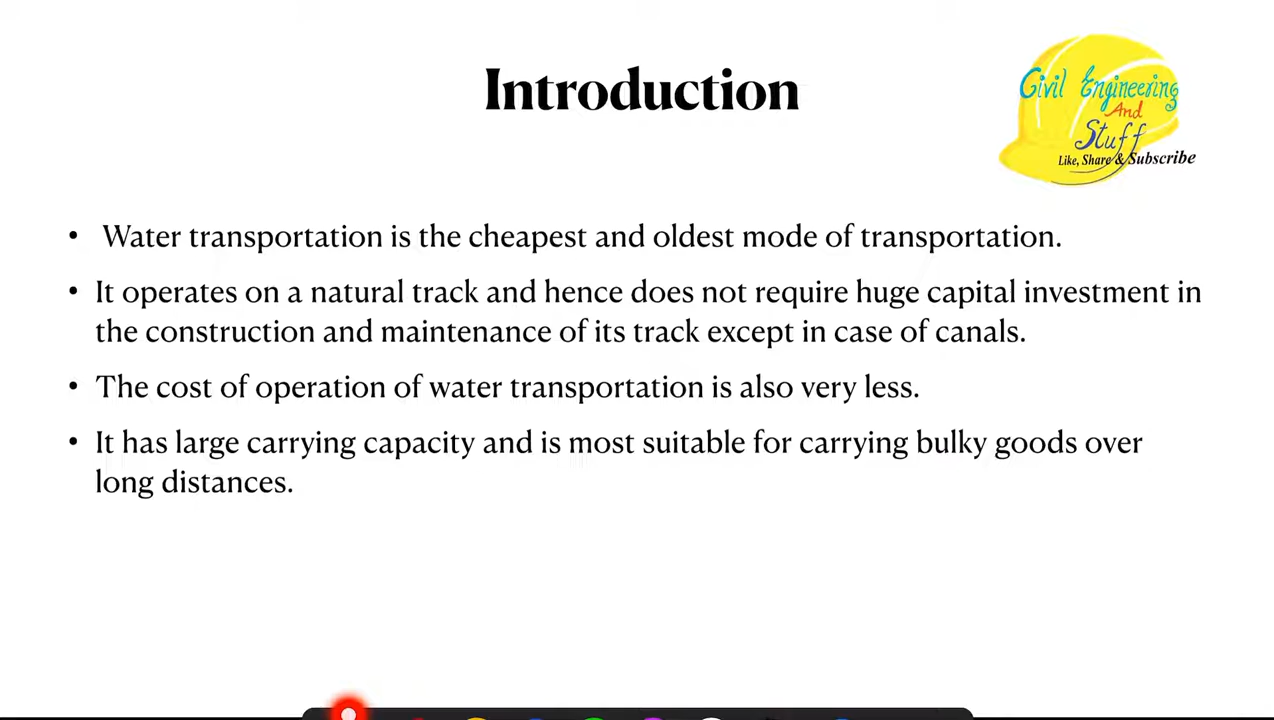 Introduction
Civil Engineering
And
Stuff
Like, Share & Subscribe
• Water transportation is the cheapest and oldest mode of transportation.
• It operates on a natural track and hence does not require huge capital investment in
the construction and maintenance of its track except in case of canals.
• The cost of operation of water transportation is also very less.
• It has large carrying capacity and is most suitable for carrying bulky goods over
long distances.